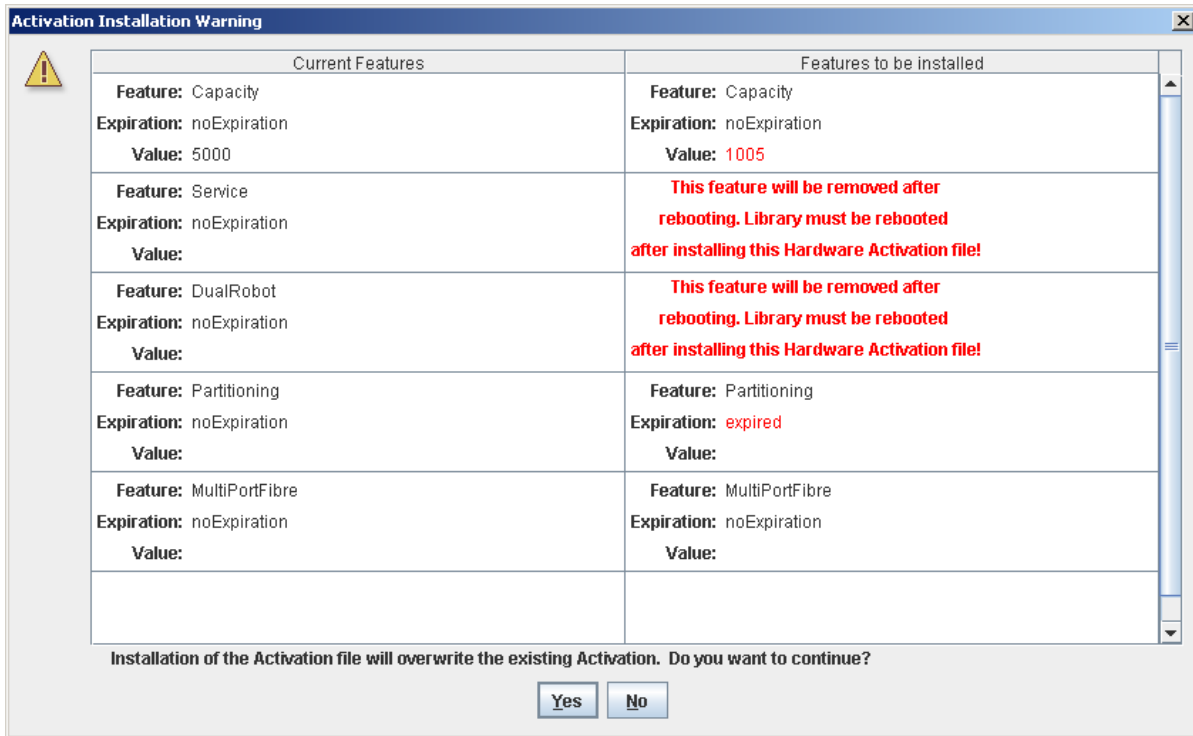 Activation Installation Warning
Current Features
Features to be installed
Feature: Capacity
Expiration: noExpiration
Value: 5000
Feature: Capacity
Expiration: noExpiration
Value: 1005
Feature: Service
Expiration: noExpiration
Value:
This feature will be removed after
rebooting. Library must be rebooted
after installing this Hardware Activation file!
Feature: DualRobot
Expiration: noExpiration
Value:
This feature will be removed after
rebooting. Library must be rebooted
after installing this Hardware Activation file!
Feature: Partitioning
Expiration: noExpiration
Value:
Feature: Partitioning
Expiration: expired
Value:
Feature: MultiPortFibre
Expiration: noExpiration
Value:
Feature: MultiPortFibre
Expiration: noExpiration
Value:
Installation of the Activation file will overwrite the existing Activation. Do you want to continue?
Yes
No